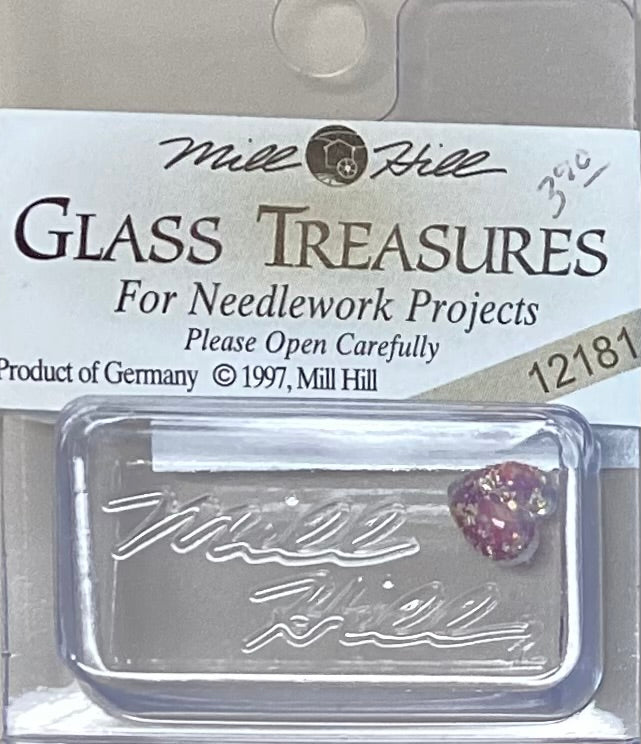 Mill Hill
390
GLASS TREASURES
For Needlework Projects
Please Open Carefully
Product of Germany © 1997, Mill Hill
12181
Mill
Hill